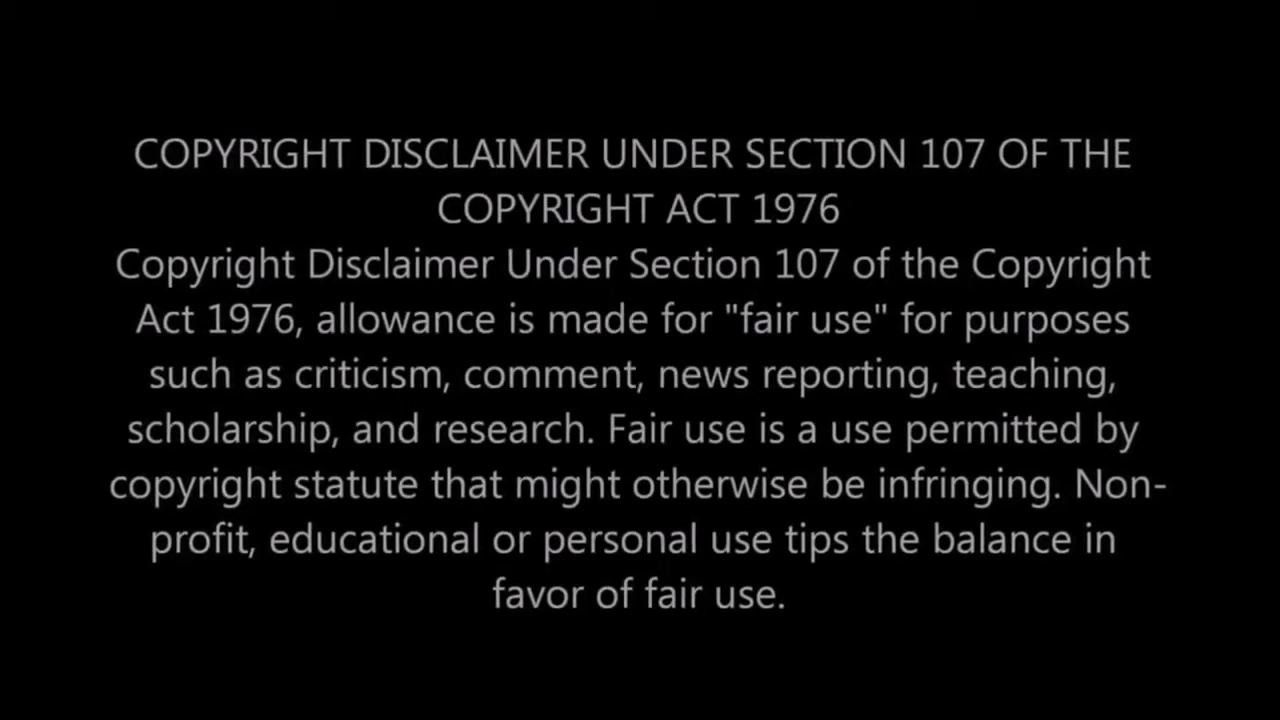 COPYRIGHT DISCLAIMER UNDER SECTION 107 OF THE
COPYRIGHT ACT 1976
Copyright Disclaimer Under Section 107 of the Copyright
Act 1976, allowance is made for "fair use" for purposes
such as criticism, comment, news reporting, teaching,
scholarship, and research. Fair use is a use permitted by
copyright statute that might otherwise be infringing. Non-
profit, educational or personal use tips the balance in
favor of fair use.